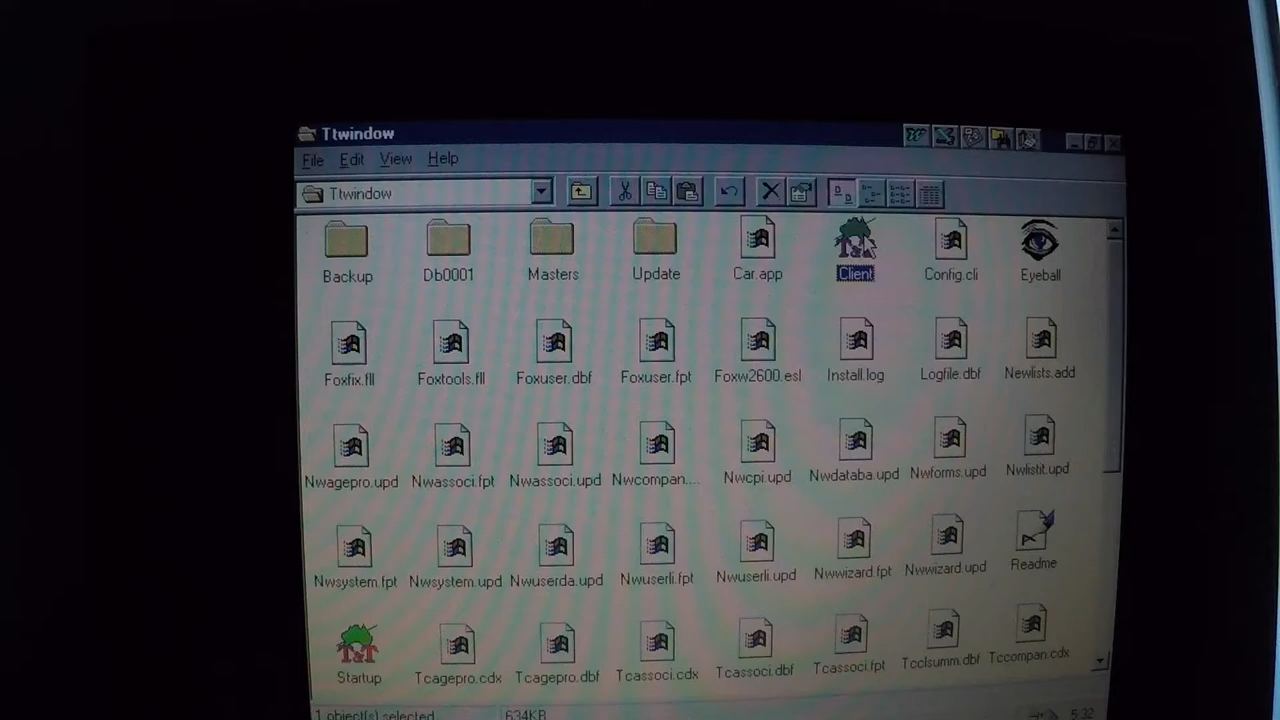 Ttwindow
File Edit View Help
Ttwindow
Backup Db0001 Masters Update Car.app Client Config.cli Eyeball
Foxfix.fll Foxtools.fll Foxuser.dbf Foxuser.fpt Foxw2600.esl Install.log Logfile.dbf Newlists.add
Nwagepro.upd Nwassoci.fpt Nwassoci.upd Nwcompan.... Nwcpi.upd Nwdataba.upd Nwforms.upd Nwlistit.upd
Nwsystem.fpt Nwsystem.upd Nwuserda.upd Nwuserli.fpt Nwuserli.upd Nwwizard.fpt Nwwizard.upd Readme
T&T
Startup Tcagepro.cdx Tcagepro.dbf Tcassoci.cdx Tcassoci.dbf Tcassoci.fpt Tcclsumm.dbf Tccompan.cdx
1 object(s) selected 634KB 5:32